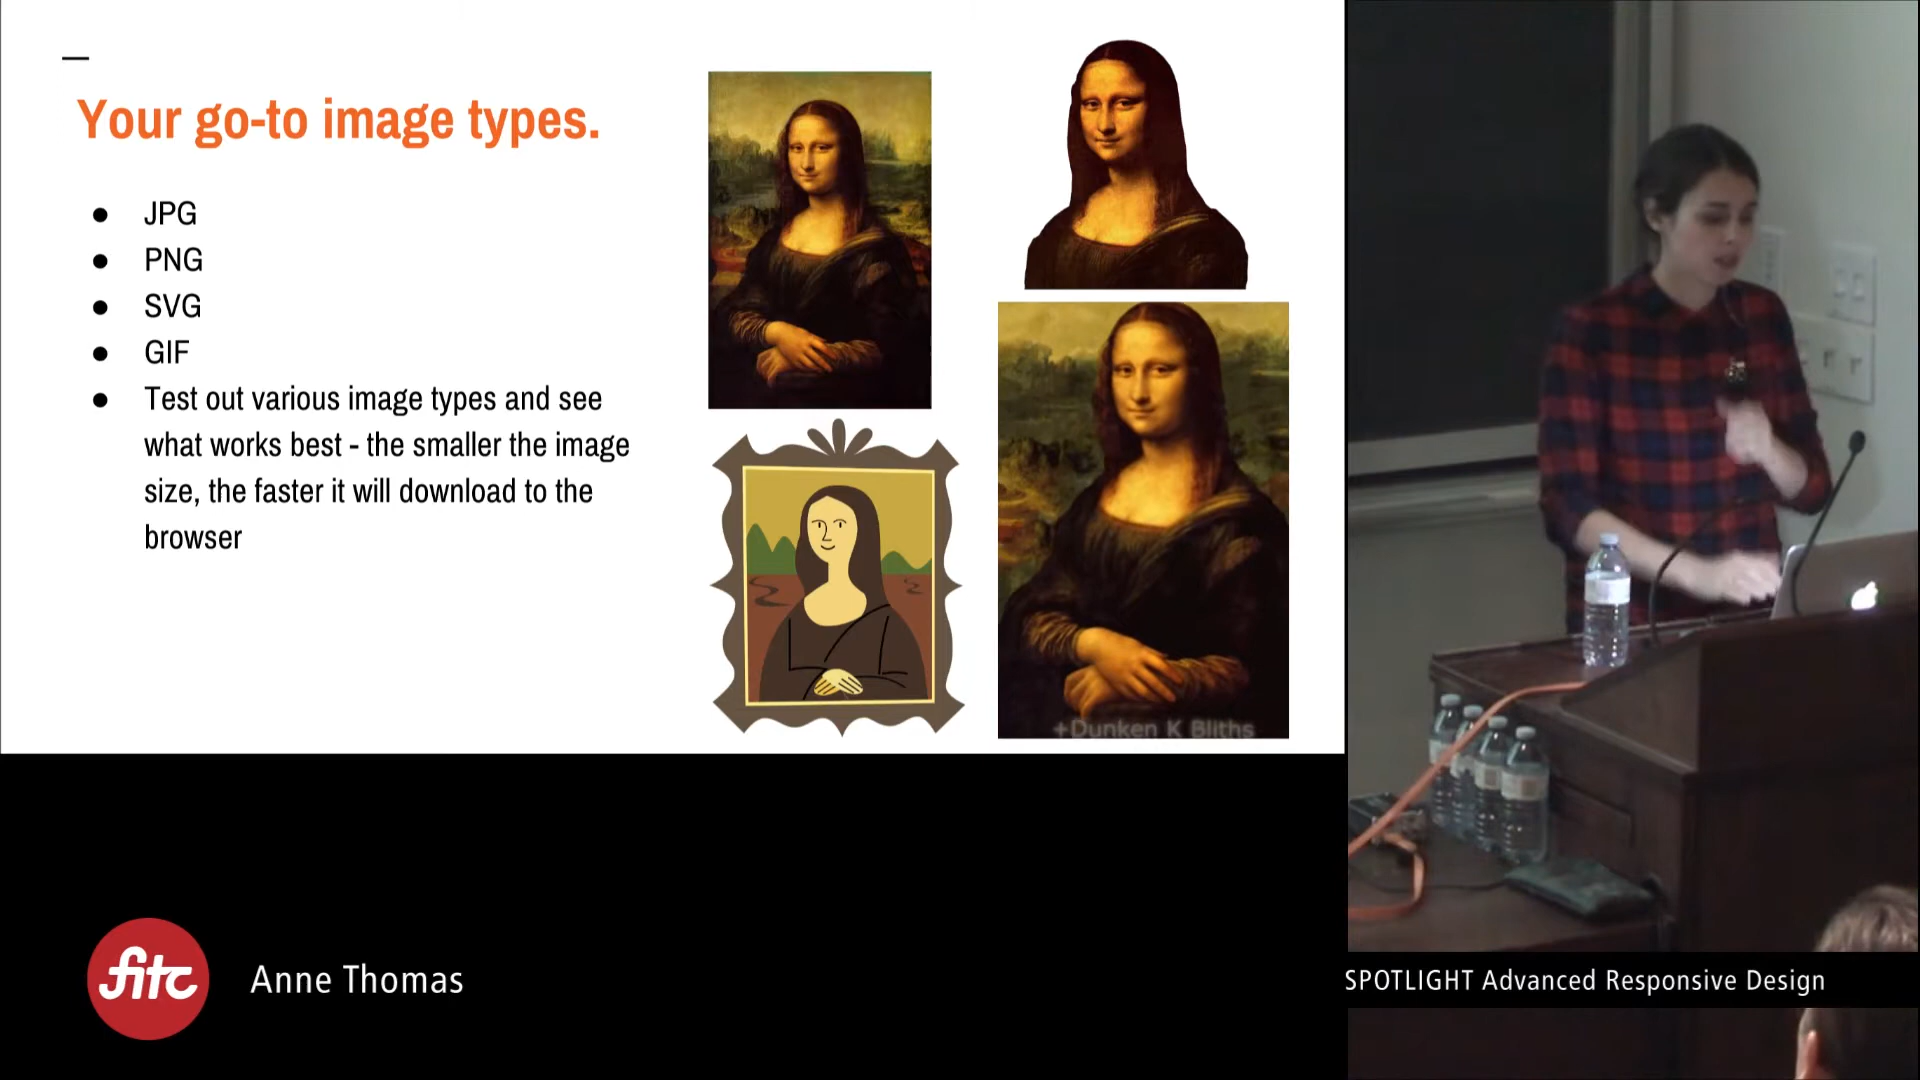 Your go-to image types.
● JPG
● PNG
● SVG
● GIF
● Test out various image types and see
what works best - the smaller the image
size, the faster it will download to the
browser
+Dunken K Bliths
fitc
Anne Thomas
SPOTLIGHT Advanced Responsive Design